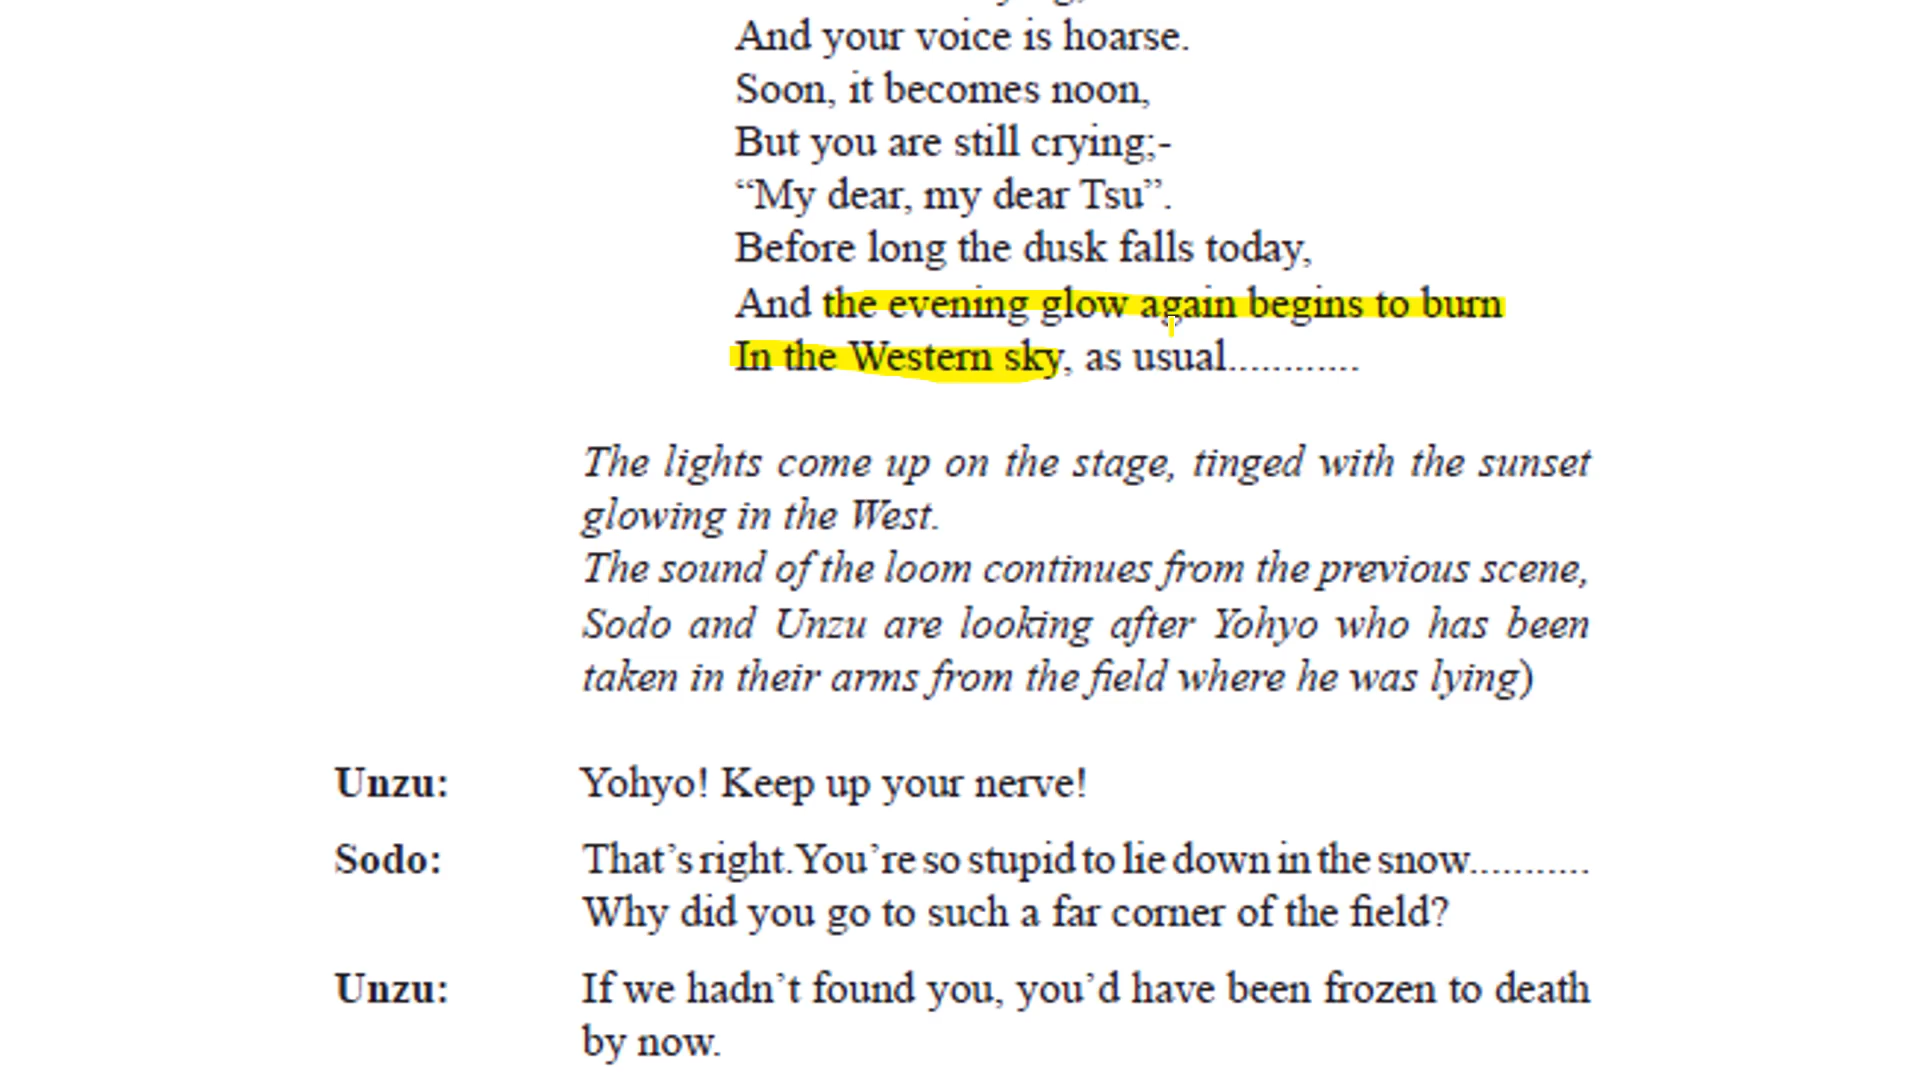 And your voice is hoarse.
Soon, it becomes noon,
But you are still crying;-
“My dear, my dear Tsu”.
Before long the dusk falls today,
And the evening glow again begins to burn
In the Western sky, as usual............
The lights come up on the stage, tinged with the sunset
glowing in the West.
The sound of the loom continues from the previous scene,
Sodo and Unzu are looking after Yohyo who has been
taken in their arms from the field where he was lying)
Unzu: Yohyo! Keep up your nerve!
Sodo: That’s right. You’re so stupid to lie down in the snow...........
Why did you go to such a far corner of the field?
Unzu: If we hadn’t found you, you’d have been frozen to death
by now.